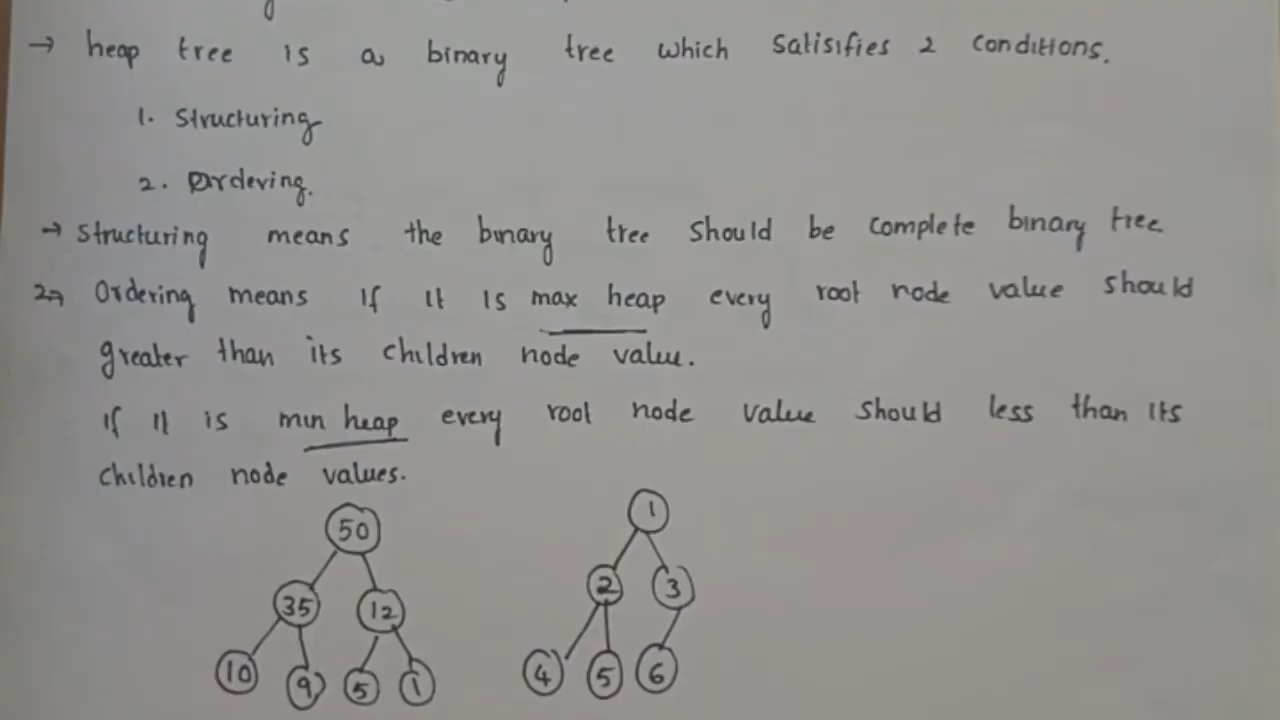 → heap tree is a binary tree which satisifies 2 conditions.
1. Structuring
2. Ordering.
→ Structuring means the binary tree should be complete binary tree
2→ Ordering means if it is max heap every root node value should
greater than its children node value.
if it is min heap every root node value should less than its
children node values.
50 1
35 12 2 3
10 9 5 1 4 5 6